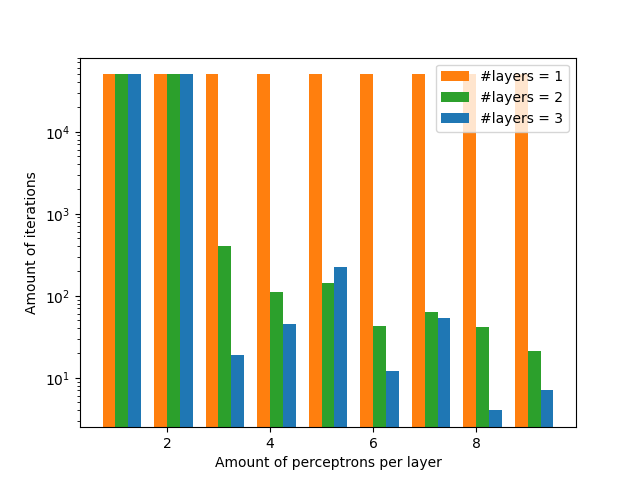 #layers = 1
#layers = 2
#layers = 3
10⁴
10³
10²
10¹
Amount of iterations
2 4 6 8
Amount of perceptrons per layer